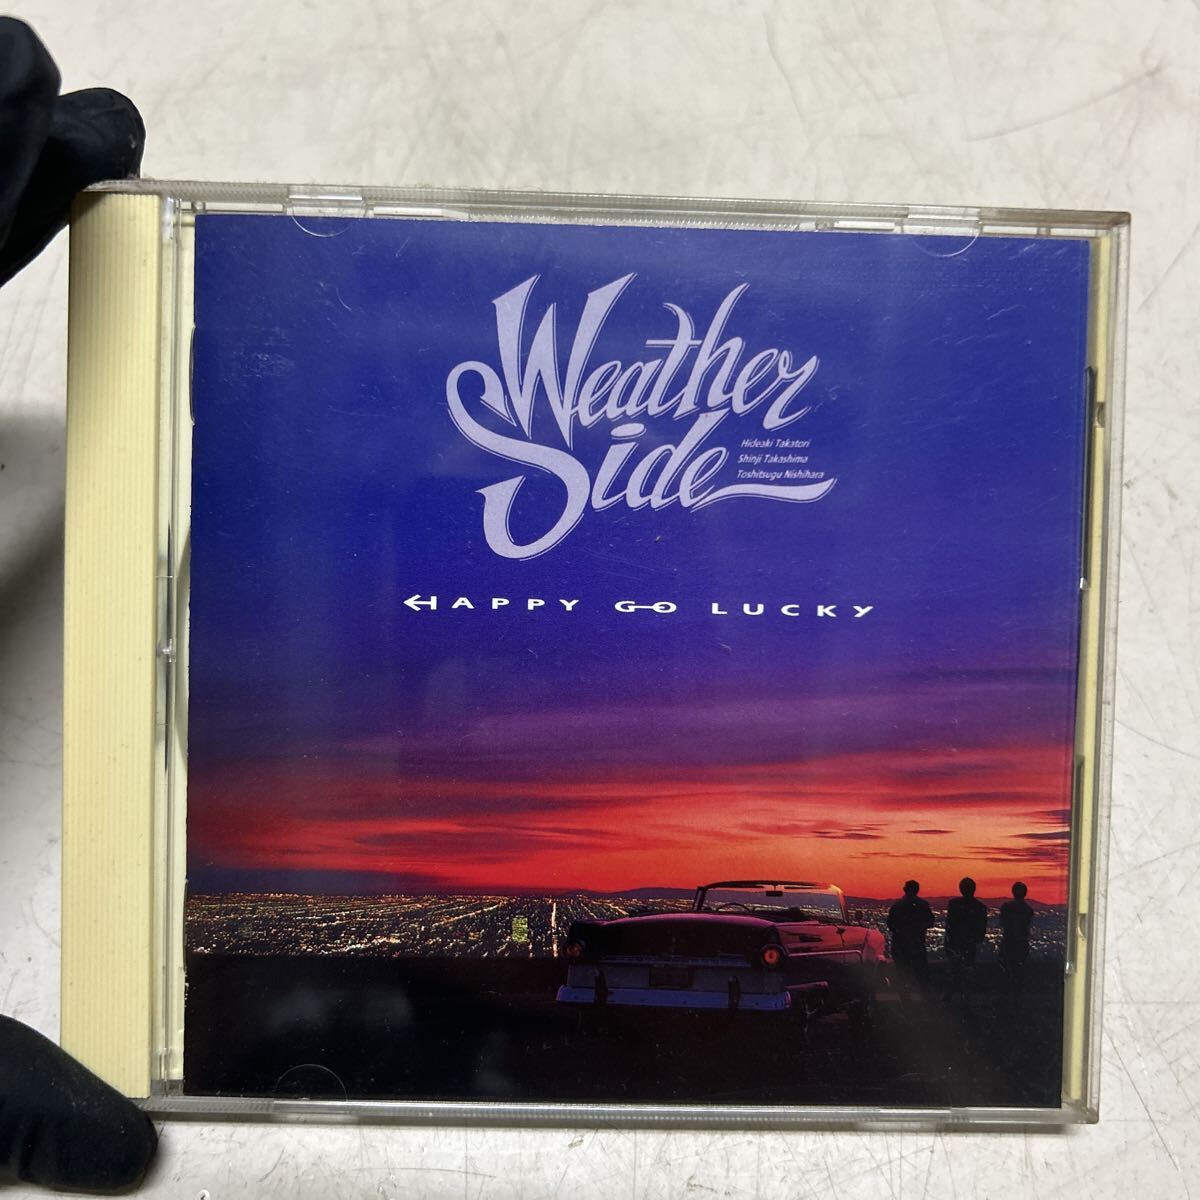 Weather
Side
Hideaki Takatori
Shinji Takashima
Toshitsugu Nishihara
HAPPY GO LUCKY